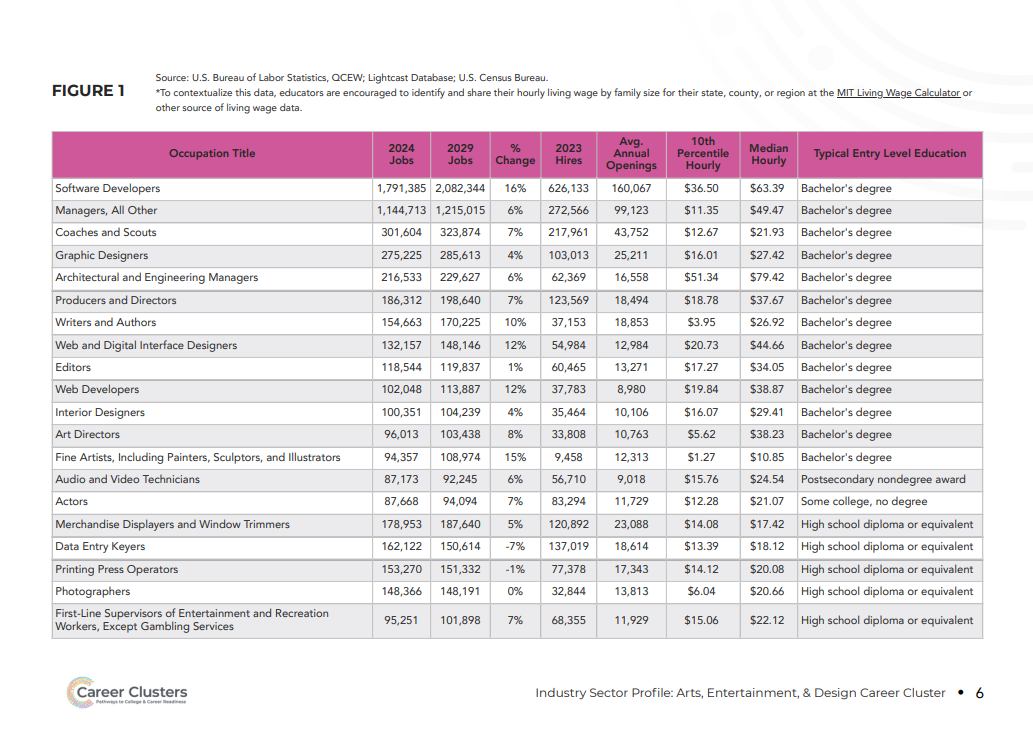 FIGURE 1
Source: U.S. Bureau of Labor Statistics, QCEW; Lightcast Database; U.S. Census Bureau.
*To contextualize this data, educators are encouraged to identify and share their hourly living wage by family size for their state, county, or region at the MIT Living Wage Calculator or
other source of living wage data.
Occupation Title 2024 Jobs 2029 Jobs % Change 2023 Hires Avg. Annual Openings 10th Percentile Hourly Median Hourly Typical Entry Level Education
Software Developers 1,791,385 2,082,344 16% 626,133 160,067 $36.50 $63.39 Bachelor's degree
Managers, All Other 1,144,713 1,215,015 6% 272,566 99,123 $11.35 $49.47 Bachelor's degree
Coaches and Scouts 301,604 323,874 7% 217,961 43,752 $12.67 $21.93 Bachelor's degree
Graphic Designers 275,225 285,613 4% 103,013 25,211 $16.01 $27.42 Bachelor's degree
Architectural and Engineering Managers 216,533 229,627 6% 62,369 16,558 $51.34 $79.42 Bachelor's degree
Producers and Directors 186,312 198,640 7% 123,569 18,494 $18.78 $37.67 Bachelor's degree
Writers and Authors 154,663 170,225 10% 37,153 18,853 $3.95 $26.92 Bachelor's degree
Web and Digital Interface Designers 132,157 148,146 12% 54,984 12,984 $20.73 $44.66 Bachelor's degree
Editors 118,544 119,837 1% 60,465 13,271 $17.27 $34.05 Bachelor's degree
Web Developers 102,048 113,887 12% 37,783 8,980 $19.84 $38.87 Bachelor's degree
Interior Designers 100,351 104,239 4% 35,464 10,106 $16.07 $29.41 Bachelor's degree
Art Directors 96,013 103,438 8% 33,808 10,763 $5.62 $38.23 Bachelor's degree
Fine Artists, Including Painters, Sculptors, and Illustrators 94,357 108,974 15% 9,458 12,313 $1.27 $10.85 Bachelor's degree
Audio and Video Technicians 87,173 92,245 6% 56,710 9,018 $15.76 $24.54 Postsecondary nondegree award
Actors 87,668 94,094 7% 83,294 11,729 $12.28 $21.07 Some college, no degree
Merchandise Displayers and Window Trimmers 178,953 187,640 5% 120,892 23,088 $14.08 $17.42 High school diploma or equivalent
Data Entry Keyers 162,122 150,614 -7% 137,019 18,614 $13.39 $18.12 High school diploma or equivalent
Printing Press Operators 153,270 151,332 -1% 77,378 17,343 $14.12 $20.08 High school diploma or equivalent
Photographers 148,366 148,191 0% 32,844 13,813 $6.04 $20.66 High school diploma or equivalent
First-Line Supervisors of Entertainment and Recreation
Workers, Except Gambling Services 95,251 101,898 7% 68,355 11,929 $15.06 $22.12 High school diploma or equivalent
Career Clusters
Pathways to College & Career Readiness
Industry Sector Profile: Arts, Entertainment, & Design Career Cluster • 6